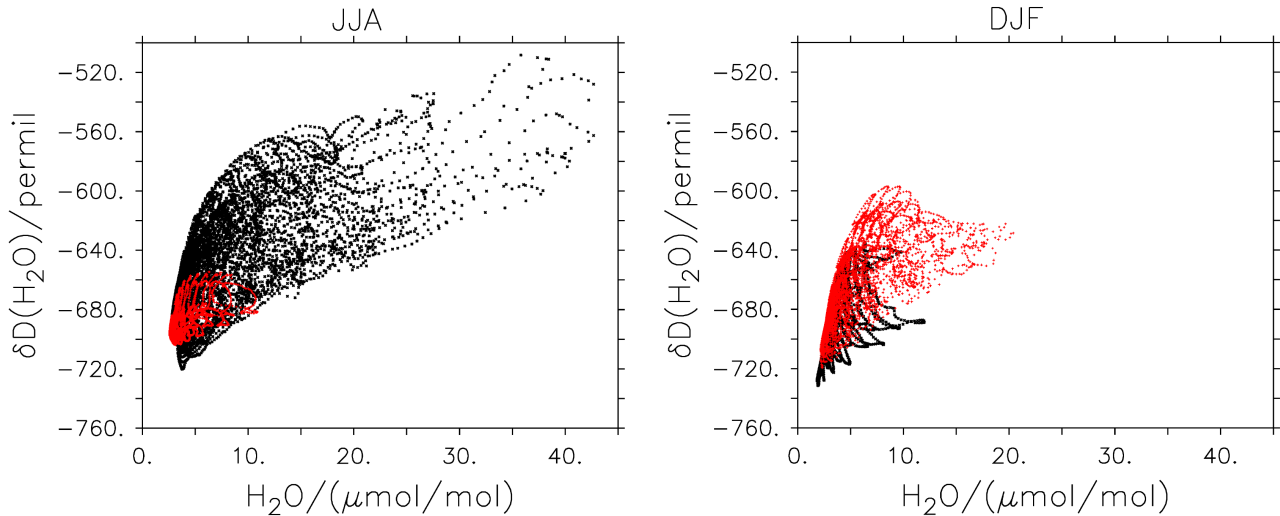 JJA
−520.
−560.
−600.
−640.
−680.
−720.
−760.
δD(H₂O)/permil
0. 10. 20. 30. 40.
H₂O/(μmol/mol)
DJF
−520.
−560.
−600.
−640.
−680.
−720.
−760.
δD(H₂O)/permil
0. 10. 20. 30. 40.
H₂O/(μmol/mol)